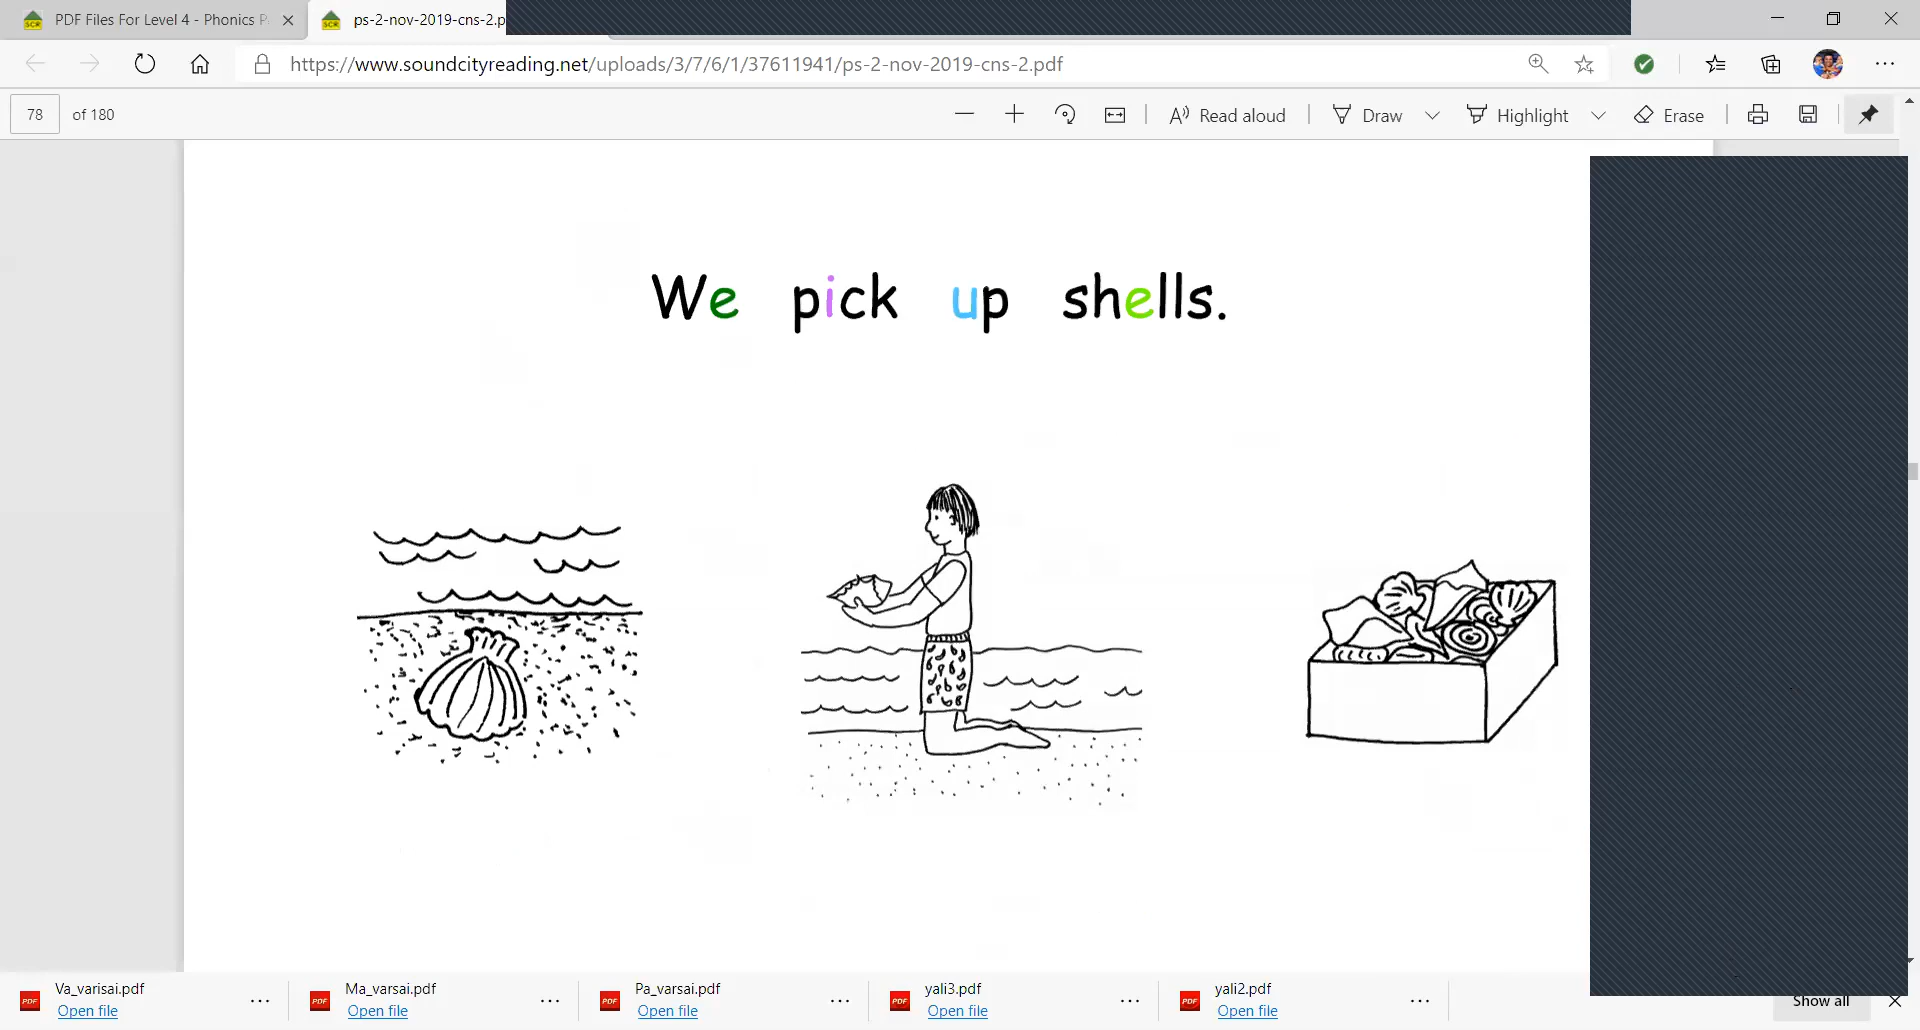 PDF Files For Level 4 - Phonics P
ps-2-nov-2019-cns-2.p
https://www.soundcityreading.net/uploads/3/7/6/1/37611941/ps-2-nov-2019-cns-2.pdf
78 of 180 Read aloud Draw Highlight Erase
We pick up shells.
Va_varisai.pdf Ma_varsai.pdf Pa_varsai.pdf yali3.pdf yali2.pdf
Open file Open file Open file Open file Open file Show all